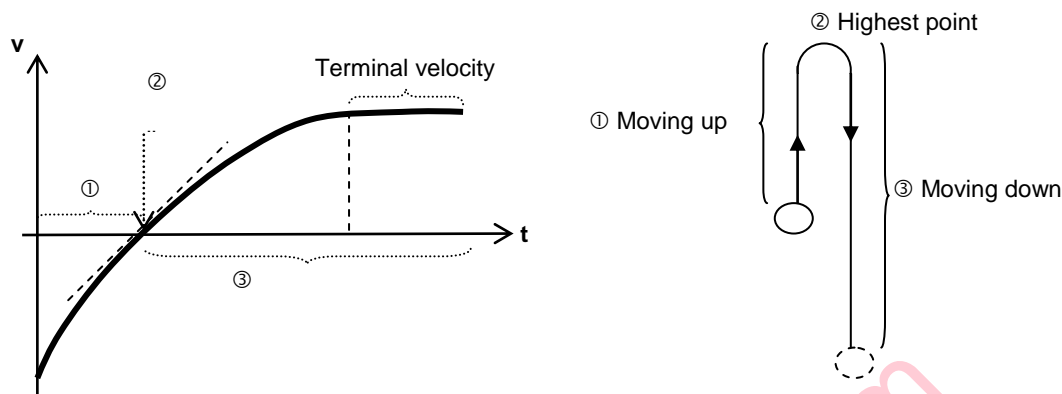 v
②
Terminal velocity
①
t
③
② Highest point
① Moving up
③ Moving down